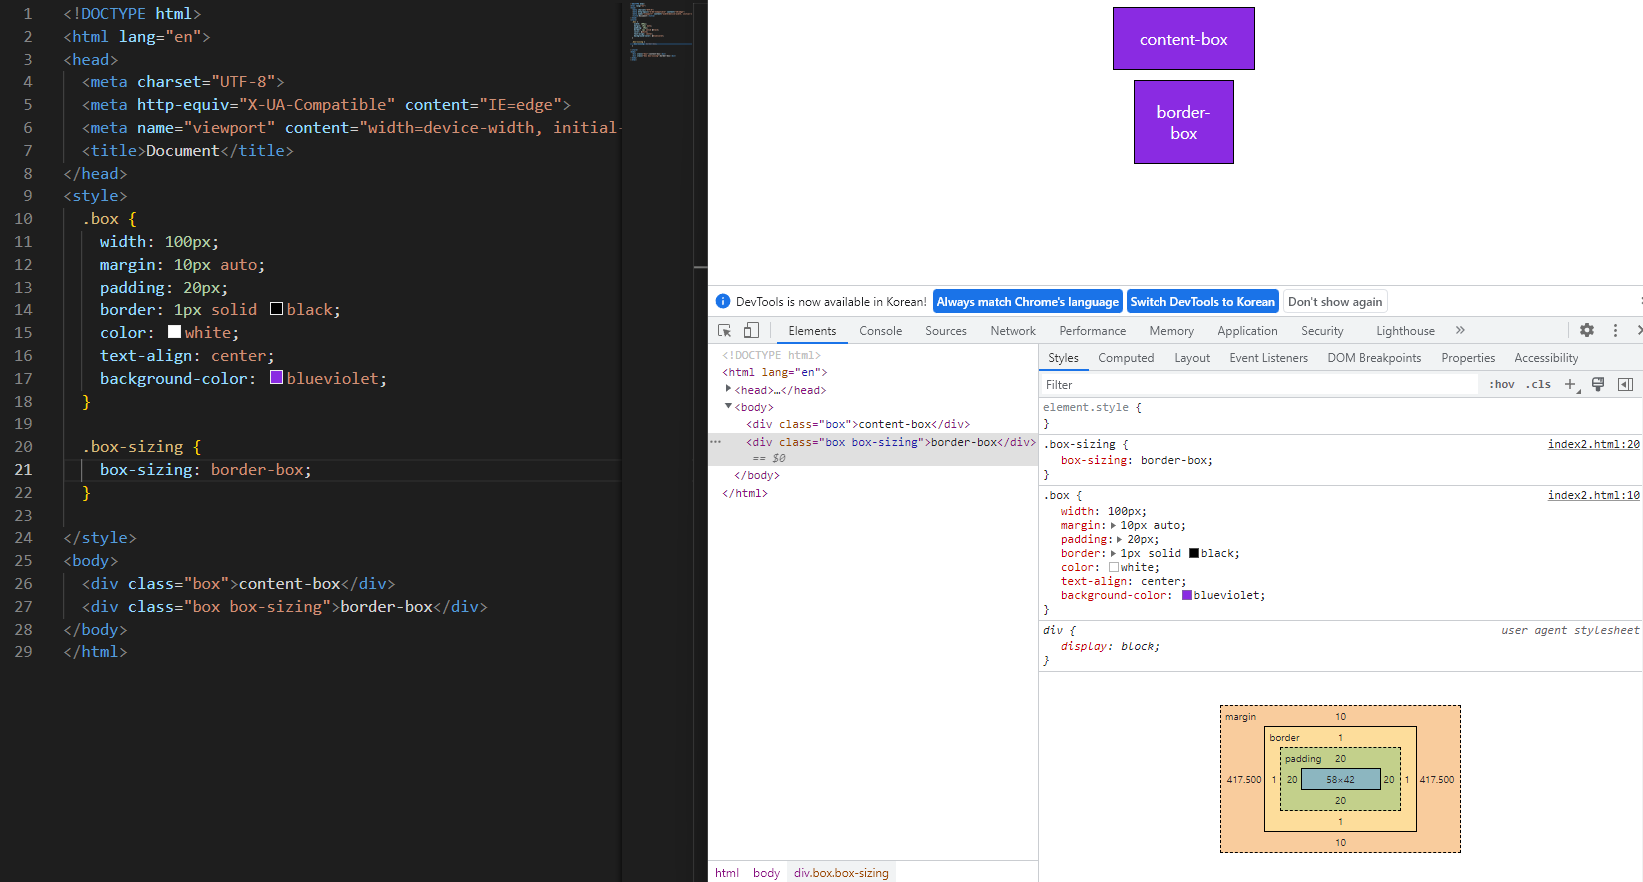 1 <!DOCTYPE html>
2 <html lang="en">
3 <head>
4 <meta charset="UTF-8">
5 <meta http-equiv="X-UA-Compatible" content="IE=edge">
6 <meta name="viewport" content="width=device-width, initial-
7 <title>Document</title>
8 </head>
9 <style>
10 .box {
11 width: 100px;
12 margin: 10px auto;
13 padding: 20px;
14 border: 1px solid black;
15 color: white;
16 text-align: center;
17 background-color: blueviolet;
18 }
19
20 .box-sizing {
21 box-sizing: border-box;
22 }
23
24 </style>
25 <body>
26 <div class="box">content-box</div>
27 <div class="box box-sizing">border-box</div>
28 </body>
29 </html>
content-box
border-
box
DevTools is now available in Korean! Always match Chrome's language Switch DevTools to Korean Don't show again
Elements Console Sources Network Performance Memory Application Security Lighthouse »
<!DOCTYPE html>
<html lang="en">
<head>…</head>
<body>
<div class="box">content-box</div>
<div class="box box-sizing">border-box</div>
== $0
</body>
</html>
html body div.box.box-sizing
Styles Computed Layout Event Listeners DOM Breakpoints Properties Accessibility
Filter :hov .cls +
element.style {
}
.box-sizing { index2.html:20
box-sizing: border-box;
}
.box { index2.html:10
width: 100px;
margin: 10px auto;
padding: 20px;
border: 1px solid black;
color: white;
text-align: center;
background-color: blueviolet;
}
div { user agent stylesheet
display: block;
}
margin 10
border 1
padding 20
417.500 1 20 58×42 20 1 417.500
20
1
10